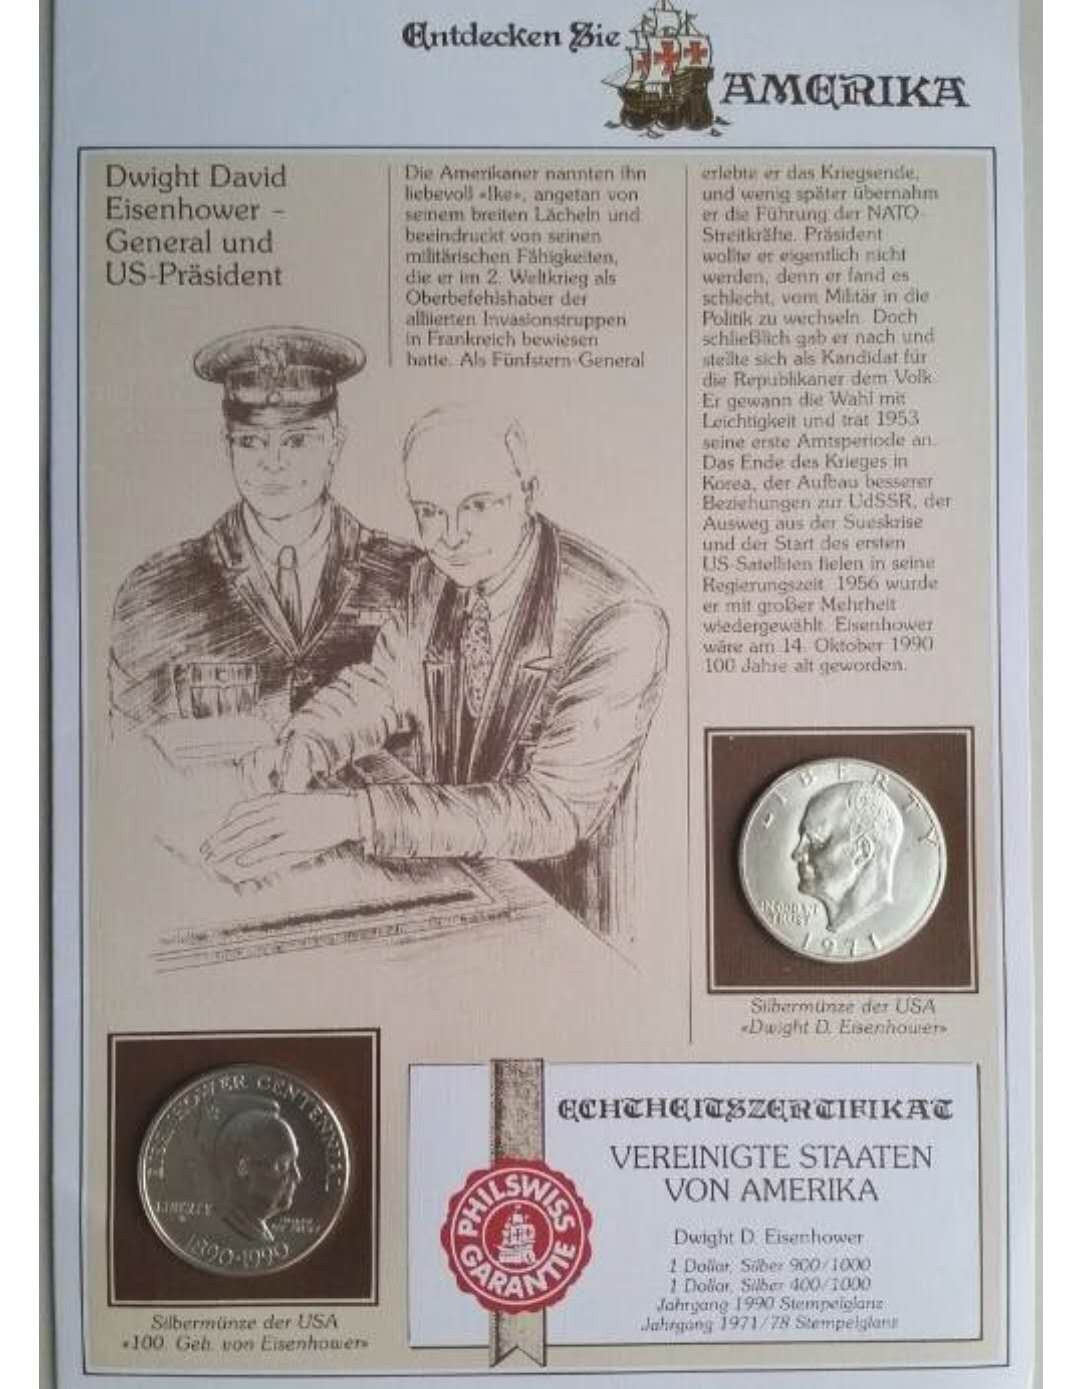 Entdecken Sie
AMERIKA
Dwight David
Eisenhower –
General und
US-Präsident
Die Amerikaner nannten ihn
liebevoll «Ike», angetan von
seinem breiten Lächeln und
beeindruckt von seinen
militärischen Fähigkeiten,
die er im 2. Weltkrieg als
Oberbefehlshaber der
alliierten Invasionstruppen
in Frankreich bewiesen
hatte. Als Fünfstern-General
erlebte er das Kriegsende,
und wenig später übernahm
er die Führung der NATO-
Streitkräfte. Präsident
wollte er eigentlich nicht
werden, denn er fand es
schlecht, vom Militär in die
Politik zu wechseln. Doch
schließlich gab er nach und
stellte sich als Kandidat für
die Republikaner dem Volk.
Er gewann die Wahl mit
Leichtigkeit und trat 1953
seine erste Amtsperiode an.
Das Ende des Krieges in
Korea, der Aufbau besserer
Beziehungen zur UdSSR, der
Ausweg aus der Sueskrise
und der Start des ersten
US-Satelliten fielen in seine
Regierungszeit. 1956 wurde
er mit großer Mehrheit
wiedergewählt. Eisenhower
wäre am 14. Oktober 1990
100 Jahre alt geworden.
LIBERTY
IN GOD WE
TRUST
1971
Silbermünze der USA
«Dwight D. Eisenhower»
EISENHOWER CENTENNIAL
LIBERTY
IN GOD
WE TRUST
1890-1990
Silbermünze der USA
«100. Geb. von Eisenhower»
PHILSWISS
GARANTIE
ECHTHEITSZERTIFIKAT
VEREINIGTE STAATEN
VON AMERIKA
Dwight D. Eisenhower
1 Dollar, Silber 900/1000
1 Dollar, Silber 400/1000
Jahrgang 1990 Stempelglanz
Jahrgang 1971/78 Stempelglanz